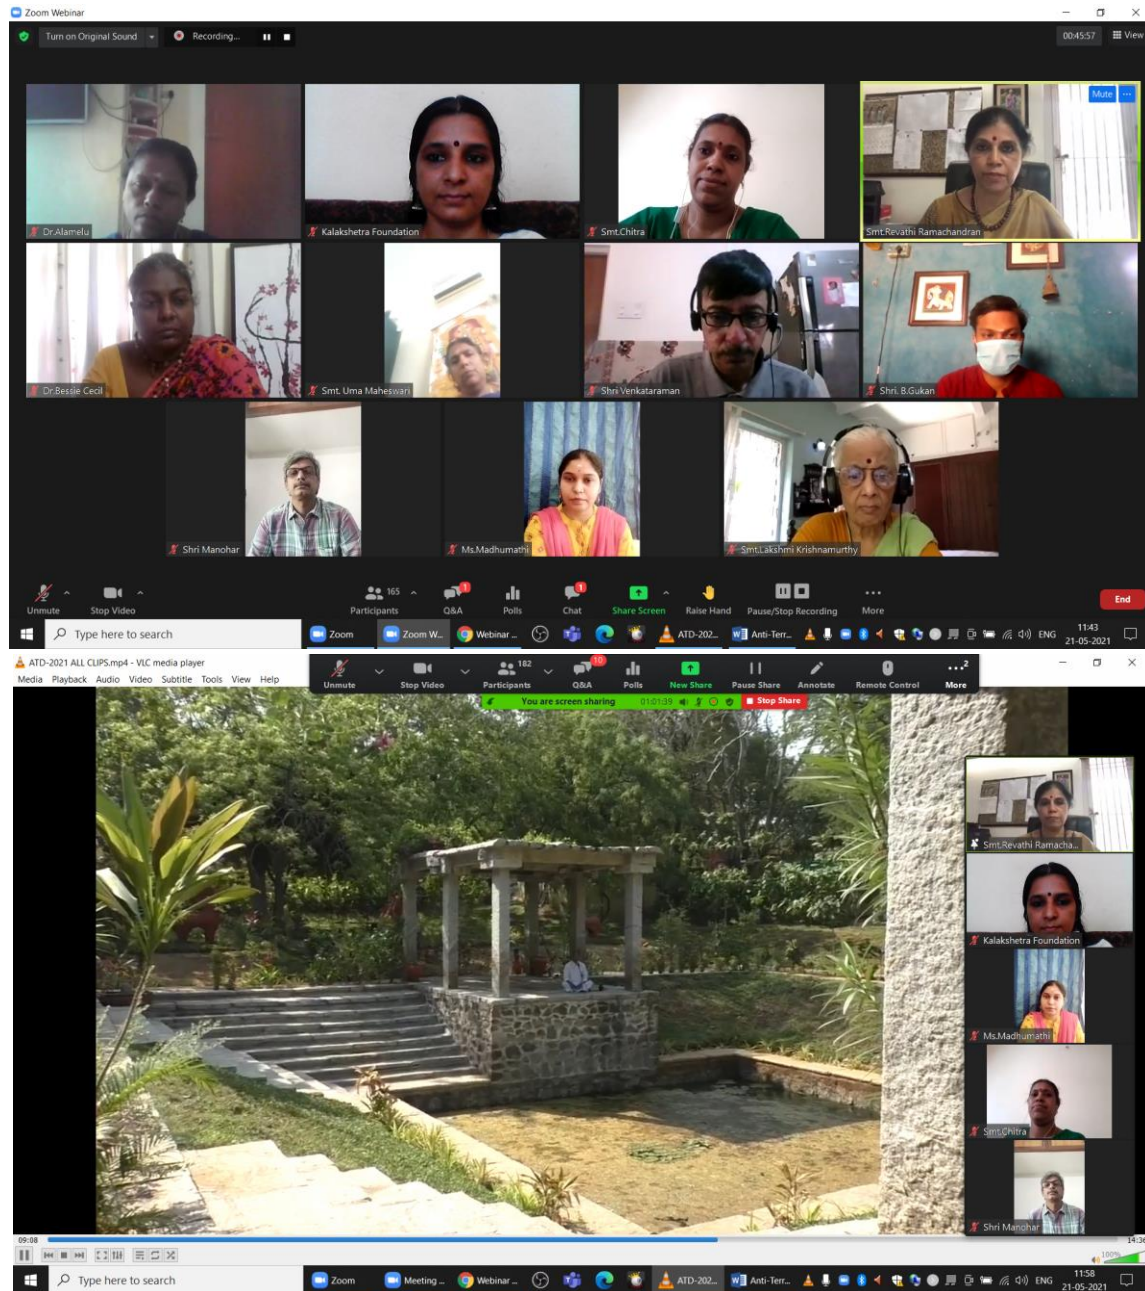 Zoom Webinar
Turn on Original Sound
Recording...
00:45:57
View
Mute
Dr.Alamelu
Kalakshetra Foundation
Smt.Chitra
Smt.Revathi Ramachandran
Dr.Bessie Cecil
Smt. Uma Maheswari
Shri Venkataraman
Shri. B.Gukan
Shri Manohar
Ms.Madhumathi
Smt.Lakshmi Krishnamurthy
165
1
1
Unmute
Stop Video
Participants
Q&A
Polls
Chat
Share Screen
Raise Hand
Pause/Stop Recording
More
End
Type here to search
Zoom
Zoom W...
Webinar ...
ATD-202...
Anti-Terr...
ENG
11:43
21-05-2021
ATD-2021 ALL CLIPS.mp4 - VLC media player
Media Playback Audio Video Subtitle Tools View Help
182
10
2
Unmute
Stop Video
Participants
Q&A
Polls
New Share
Pause Share
Annotate
Remote Control
More
You are screen sharing
01:01:39
Stop Share
Smt.Revathi Ramacha...
Kalakshetra Foundation
Ms.Madhumathi
Smt.Chitra
Shri Manohar
09:08
14:36
100%
Type here to search
Zoom
Meeting ...
Webinar ...
ATD-202...
Anti-Terr...
ENG
11:58
21-05-2021